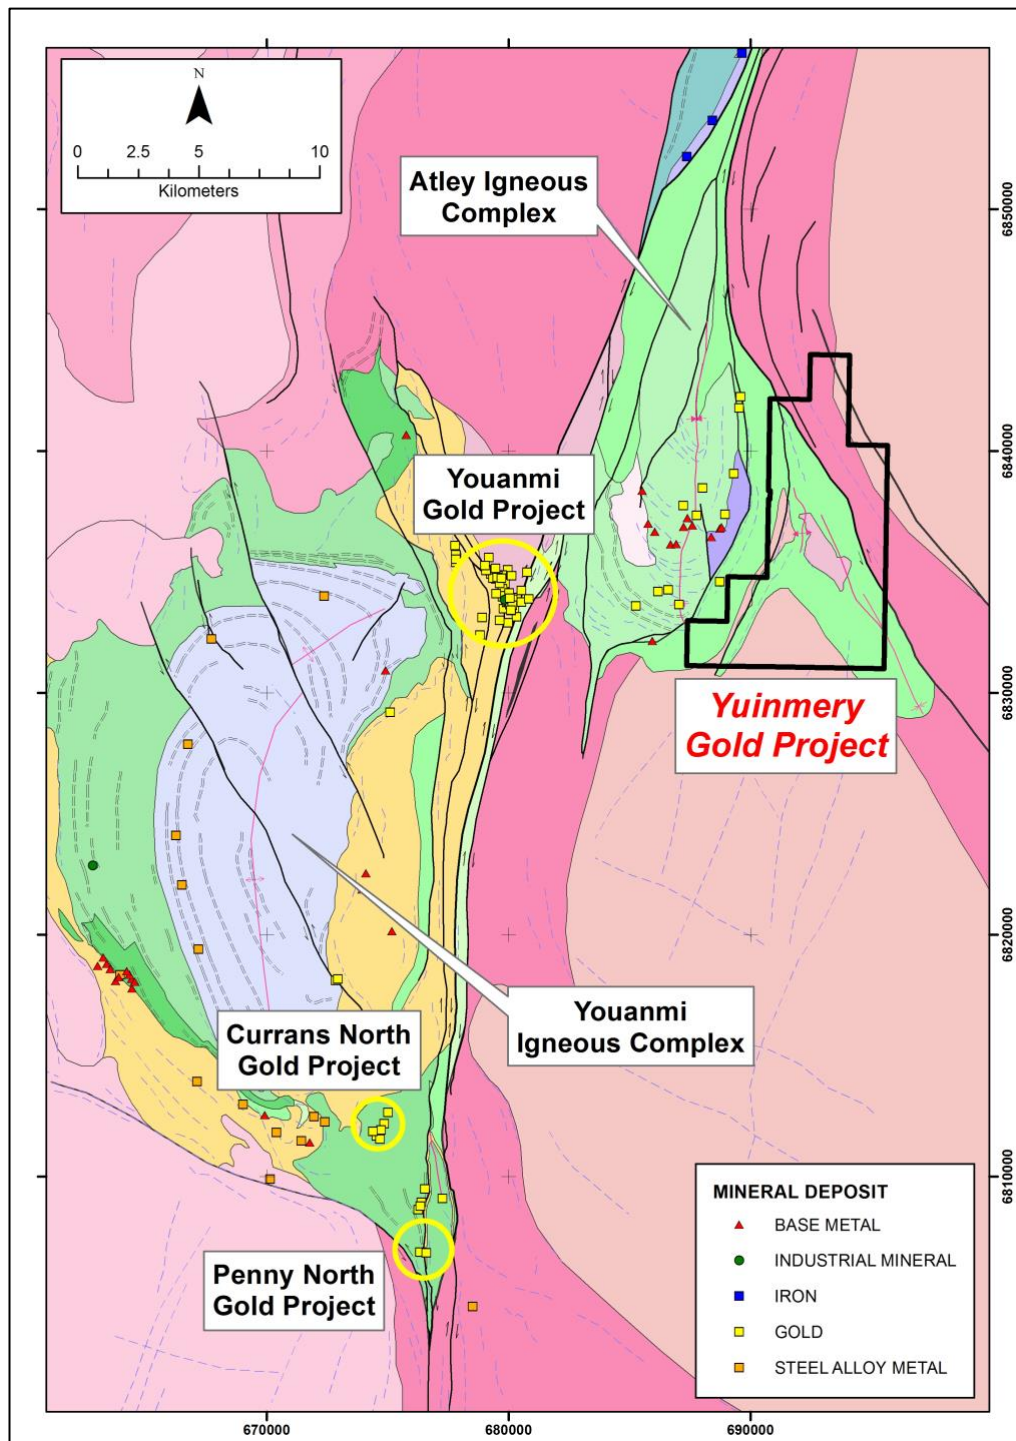 N
0 2.5 5 10
Kilometers
Atley Igneous
Complex
6850000
Youanmi
Gold Project
6840000
Yuinmery
Gold Project
6830000
6820000
Youanmi
Igneous Complex
Currans North
Gold Project
6810000
Penny North
Gold Project
MINERAL DEPOSIT
BASE METAL
INDUSTRIAL MINERAL
IRON
GOLD
STEEL ALLOY METAL
670000 680000 690000